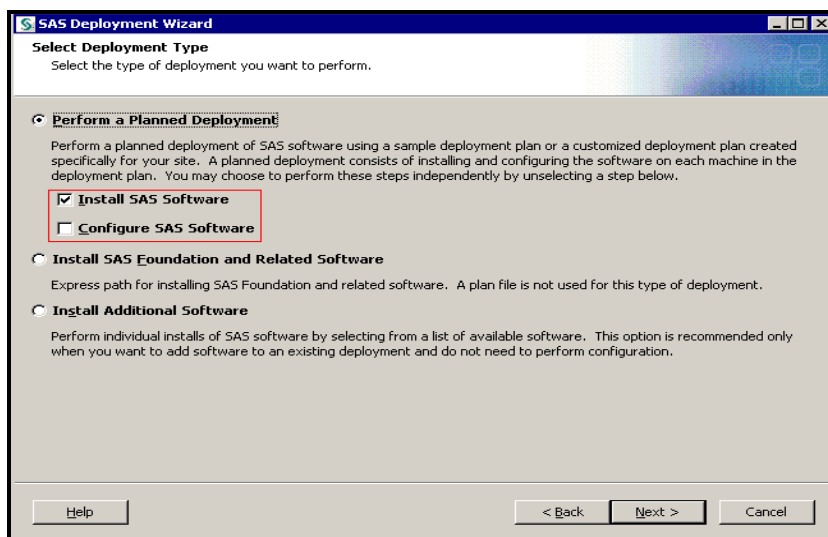 SAS Deployment Wizard
Select Deployment Type
Select the type of deployment you want to perform.
Perform a Planned Deployment
Perform a planned deployment of SAS software using a sample deployment plan or a customized deployment plan created
specifically for your site. A planned deployment consists of installing and configuring the software on each machine in the
deployment plan. You may choose to perform these steps independently by unselecting a step below.
Install SAS Software
Configure SAS Software
Install SAS Foundation and Related Software
Express path for installing SAS Foundation and related software. A plan file is not used for this type of deployment.
Install Additional Software
Perform individual installs of SAS software by selecting from a list of available software. This option is recommended only
when you want to add software to an existing deployment and do not need to perform configuration.
Help
< Back
Next >
Cancel